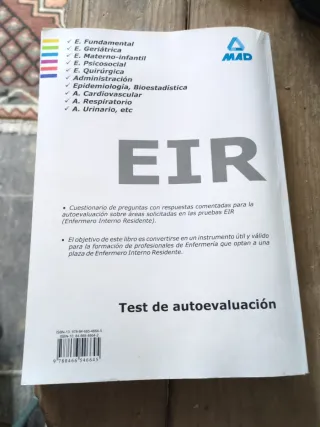 ✓ E. Fundamental
✓ E. Geriátrica
✓ E. Materno-infantil
✓ E. Psicosocial
✓ E. Quirúrgica
✓ Administración
✓ Epidemiología, Bioestadística
✓ A. Cardiovascular
✓ A. Respiratorio
✓ A. Urinario, etc
MAD
EIR
• Cuestionario de preguntas con respuestas comentadas para la
autoevaluación sobre áreas solicitadas en las pruebas EIR
(Enfermero Interno Residente).
• El objetivo de este libro es convertirse en un instrumento útil y válido
para la formación de profesionales de Enfermería que optan a una
plaza de Enfermero Interno Residente.
Test de autoevaluación